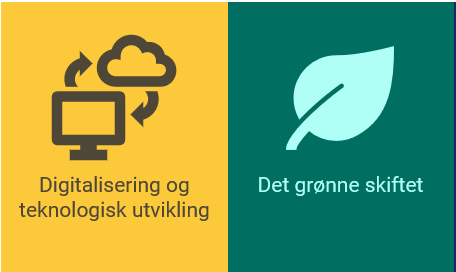 Digitalisering og
teknologisk utvikling
Det grønne skiftet